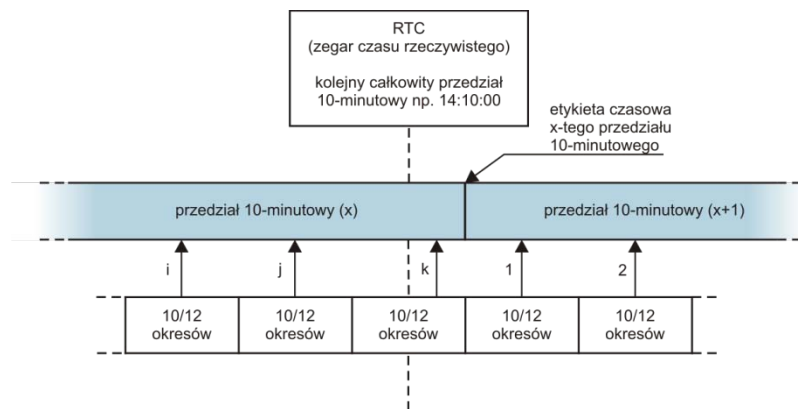 RTC
(zegar czasu rzeczywistego)
kolejny całkowity przedział
10-minutowy np. 14:10:00
etykieta czasowa
x-tego przedziału
10-minutowego
przedział 10-minutowy (x)
przedział 10-minutowy (x+1)
i
j
k
1
2
10/12
okresów
10/12
okresów
10/12
okresów
10/12
okresów
10/12
okresów